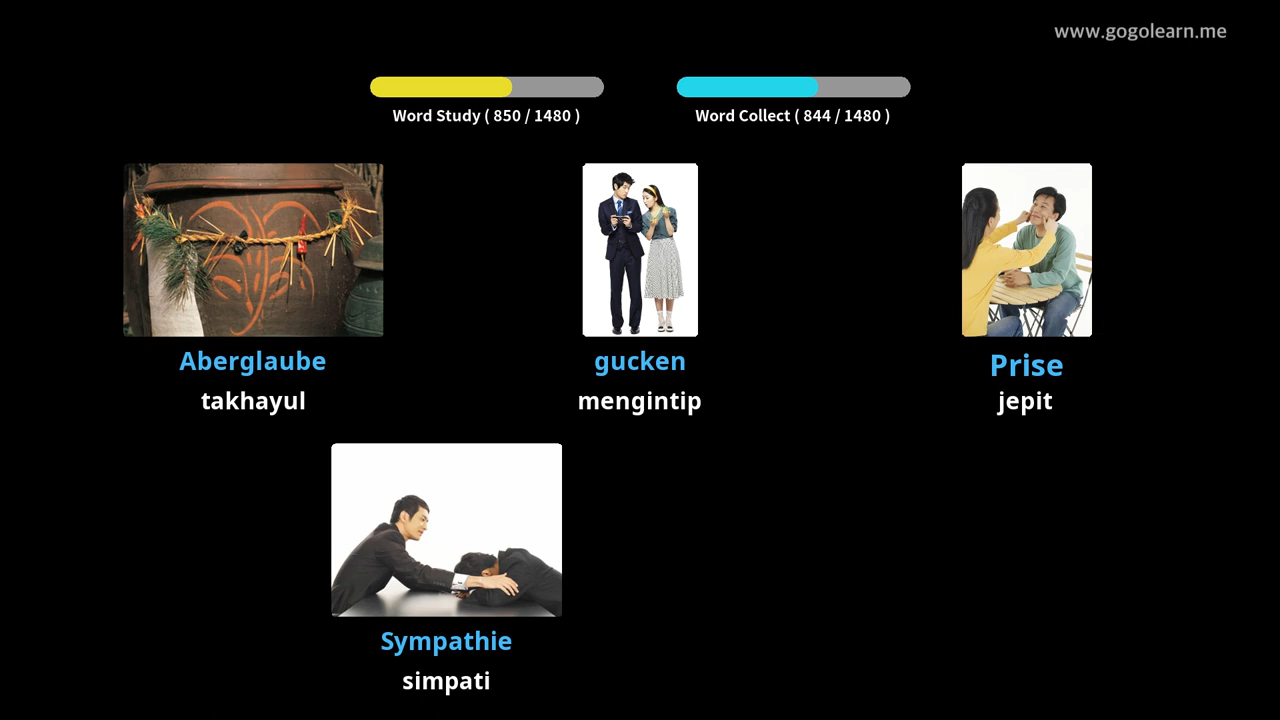 www.gogolearn.me
Word Study ( 850 / 1480 )
Word Collect ( 844 / 1480 )
Aberglaube
takhayul
gucken
mengintip
Prise
jepit
Sympathie
simpati